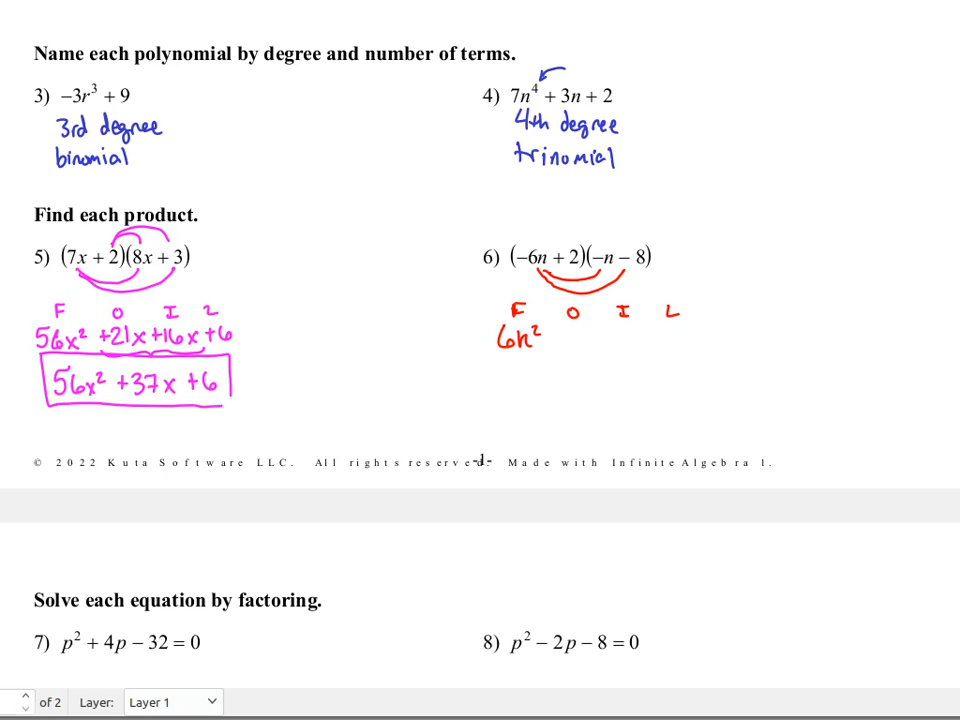 Name each polynomial by degree and number of terms.
3) −3r³ + 9
4) 7n⁴ + 3n + 2
3rd degree
binomial
4th degree
trinomial
Find each product.
5) (7x + 2)(8x + 3)
6) (−6n + 2)(−n − 8)
F O I L
56x² +21x +16x +6
56x² +37x +6
F O I L
6n²
© 2022 Kuta Software LLC. All rights reserved. Made with Infinite Algebra 1.
-1-
Solve each equation by factoring.
7) p² + 4p − 32 = 0
8) p² − 2p − 8 = 0
of 2 Layer: Layer 1